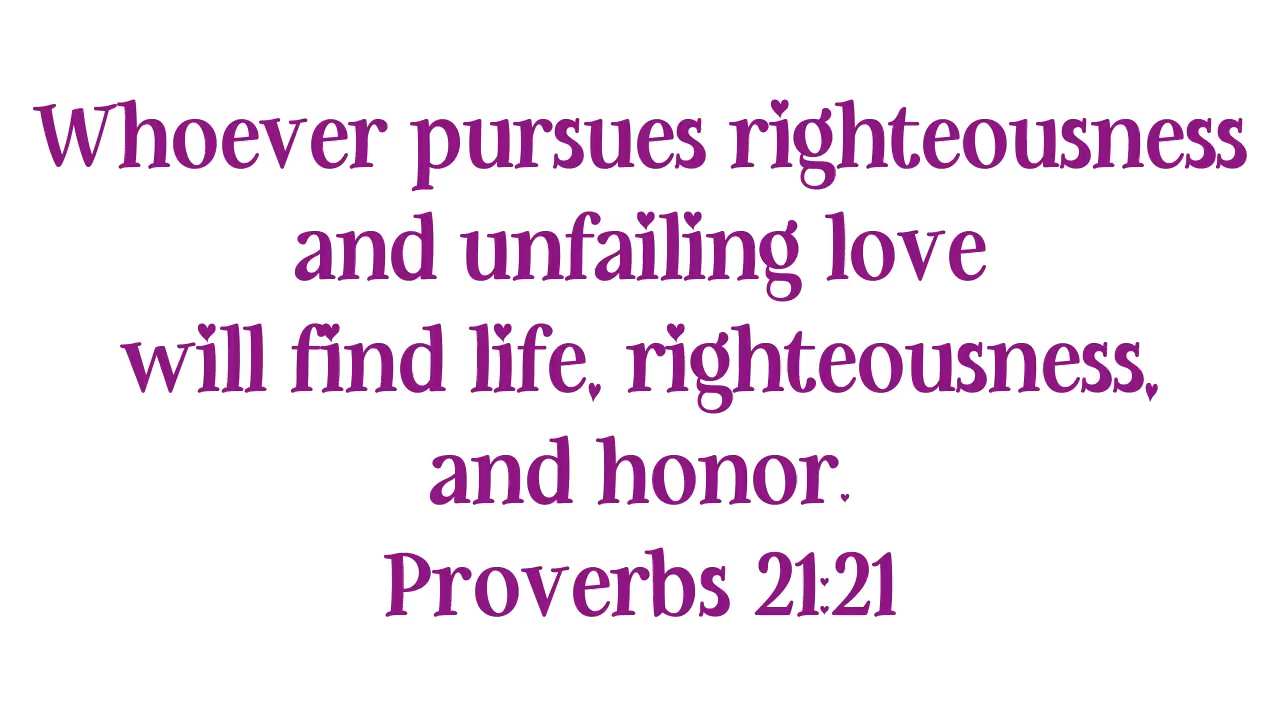 Whoever pursues righteousness
and unfailing love
will find life, righteousness,
and honor.
Proverbs 21:21